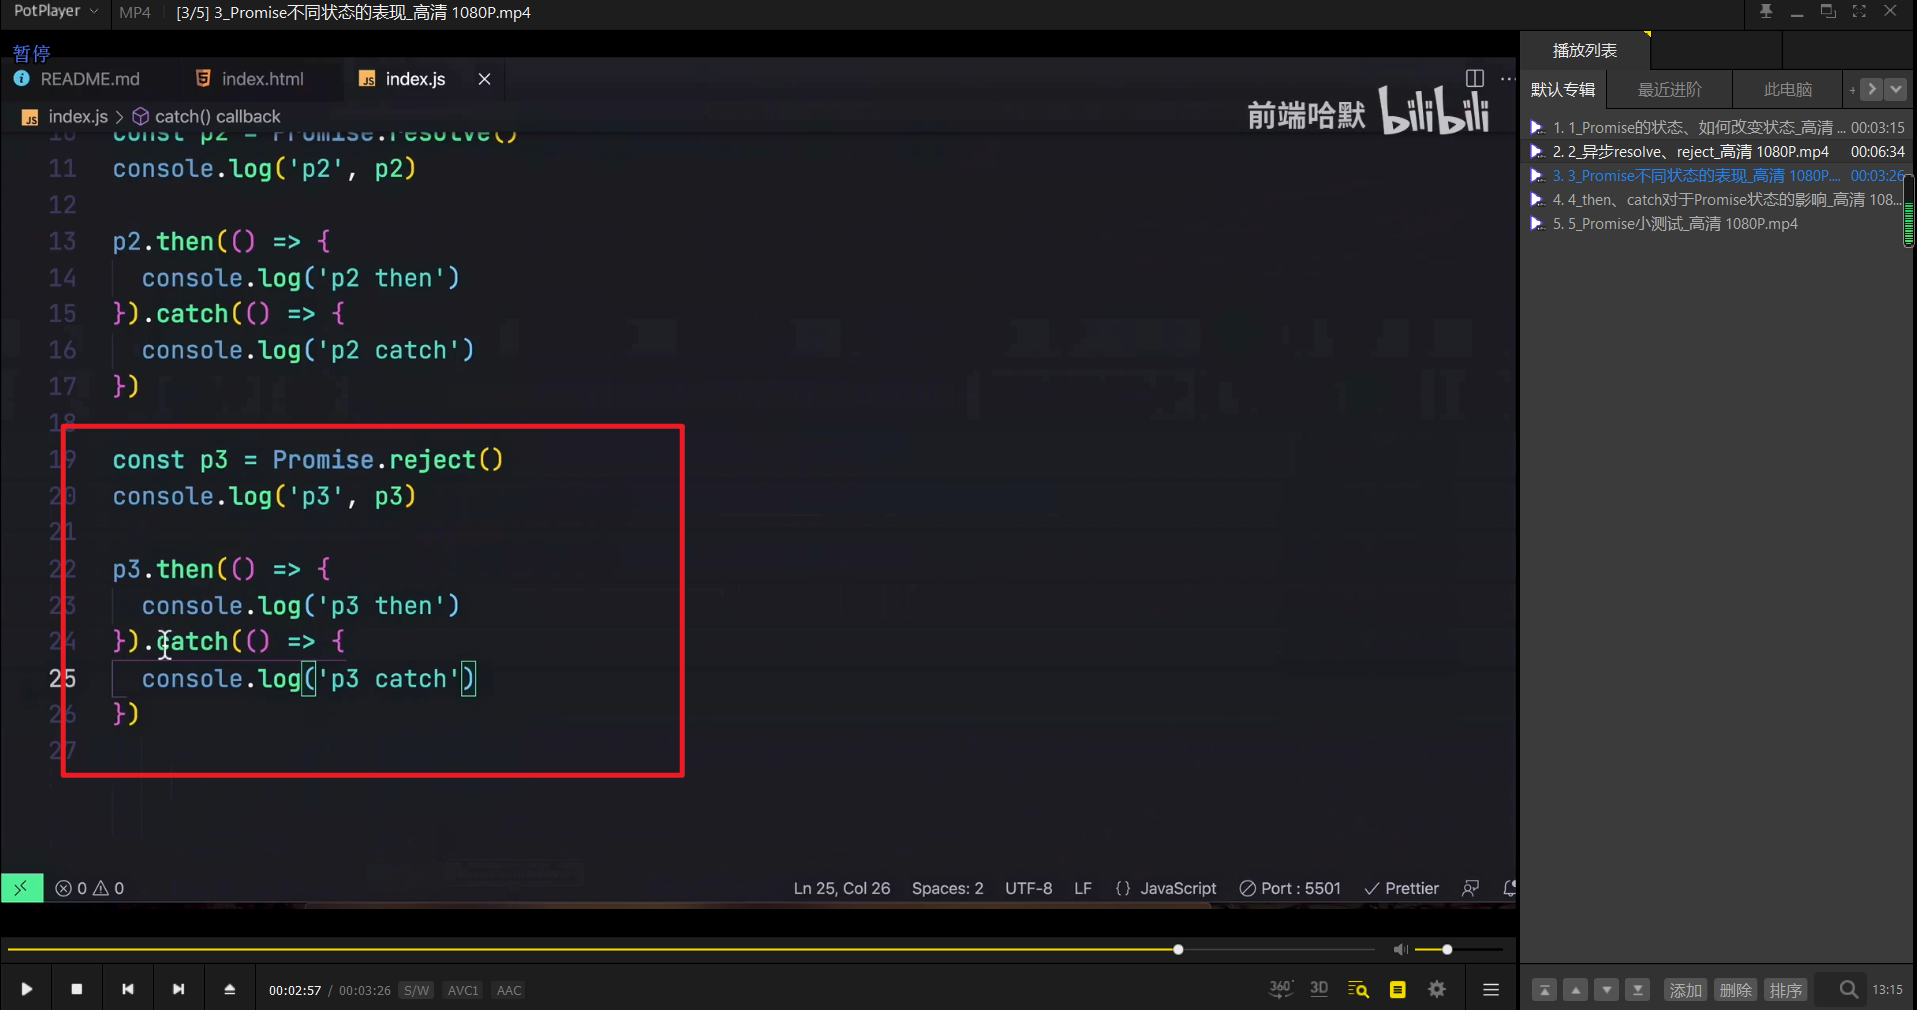 PotPlayer MP4 [3/5] 3_Promise不同状态的表现_高清 1080P.mp4
暂停
README.md index.html index.js
index.js > catch() callback
前端哈默 bilibili
10 const p2 = Promise.resolve()
11 console.log('p2', p2)
12
13 p2.then(() => {
14 console.log('p2 then')
15 }).catch(() => {
16 console.log('p2 catch')
17 })
18
19 const p3 = Promise.reject()
20 console.log('p3', p3)
21
22 p3.then(() => {
23 console.log('p3 then')
24 }).catch(() => {
25 console.log('p3 catch')
26 })
27
0 0 Ln 25, Col 26 Spaces: 2 UTF-8 LF {} JavaScript Port : 5501 Prettier
00:02:57 / 00:03:26 S/W AVC1 AAC 360° 3D
播放列表
默认专辑 最近进阶 此电脑 +
1. 1_Promise的状态、如何改变状态_高清 ... 00:03:15
2. 2_异步resolve、reject_高清 1080P.mp4 00:06:34
3. 3_Promise不同状态的表现_高清 1080P.... 00:03:26
4. 4_then、catch对于Promise状态的影响_高清 108...
5. 5_Promise小测试_高清 1080P.mp4
添加 删除 排序 13:15